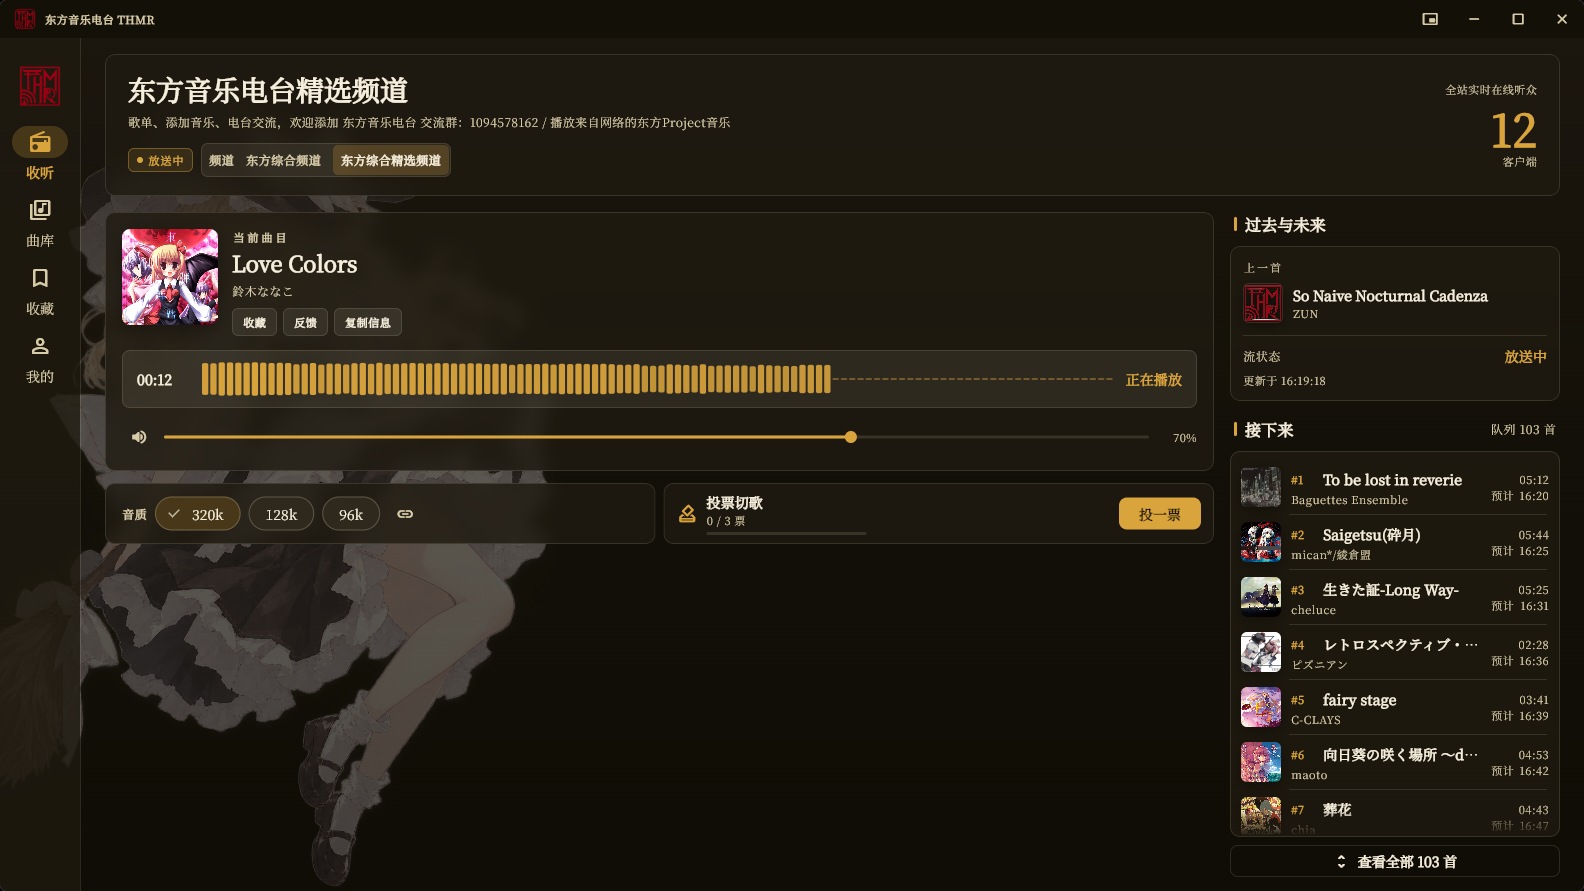 东方音乐电台 THMR
收听
曲库
收藏
我的
东方音乐电台精选频道
歌单、添加音乐、电台交流，欢迎添加 东方音乐电台 交流群：1094578162 / 播放来自网络的东方Project音乐
放送中
频道 东方综合频道 东方综合精选频道
全站实时在线听众
12
客户端
当前曲目
Love Colors
鈴木ななこ
收藏 反馈 复制信息
00:12 正在播放
70%
音质 320k 128k 96k
投票切歌
0 / 3 票
投一票
过去与未来
上一首
So Naive Nocturnal Cadenza
ZUN
流状态 放送中
更新于 16:19:18
接下来 队列 103 首
#1 To be lost in reverie 05:12
Baguettes Ensemble 预计 16:20
#2 Saigetsu(砕月) 05:44
mican*/綾倉盟 预计 16:25
#3 生きた証-Long Way- 05:25
cheluce 预计 16:31
#4 レトロスペクティブ・… 02:28
ビズニアン 预计 16:36
#5 fairy stage 03:41
C-CLAYS 预计 16:39
#6 向日葵の咲く場所 ～d… 04:53
maoto 预计 16:42
#7 葬花 04:43
chia 预计 16:47
查看全部 103 首